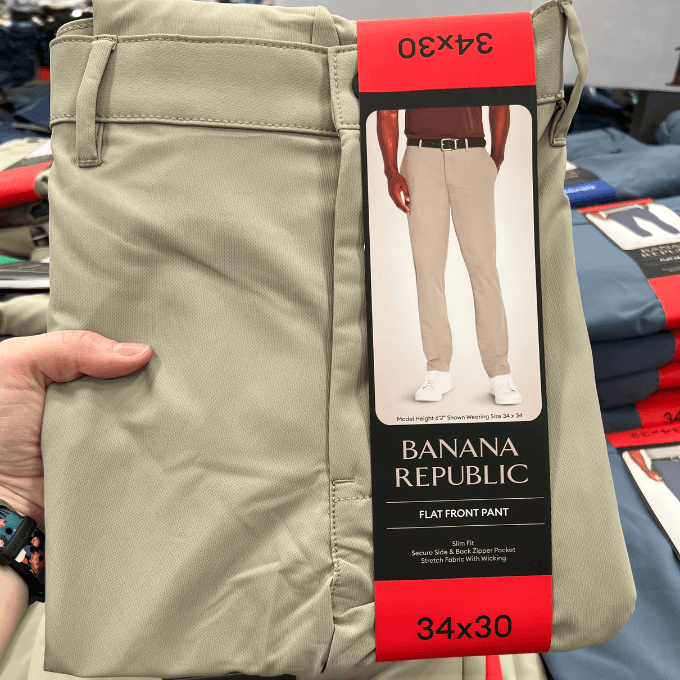 34x30
Model Height 6'2" Shown Wearing Size 34 x 34
BANANA
REPUBLIC
FLAT FRONT PANT
Slim Fit
Secure Side & Back Zipper Pocket
Stretch Fabric With Wicking
34x30
BANANA